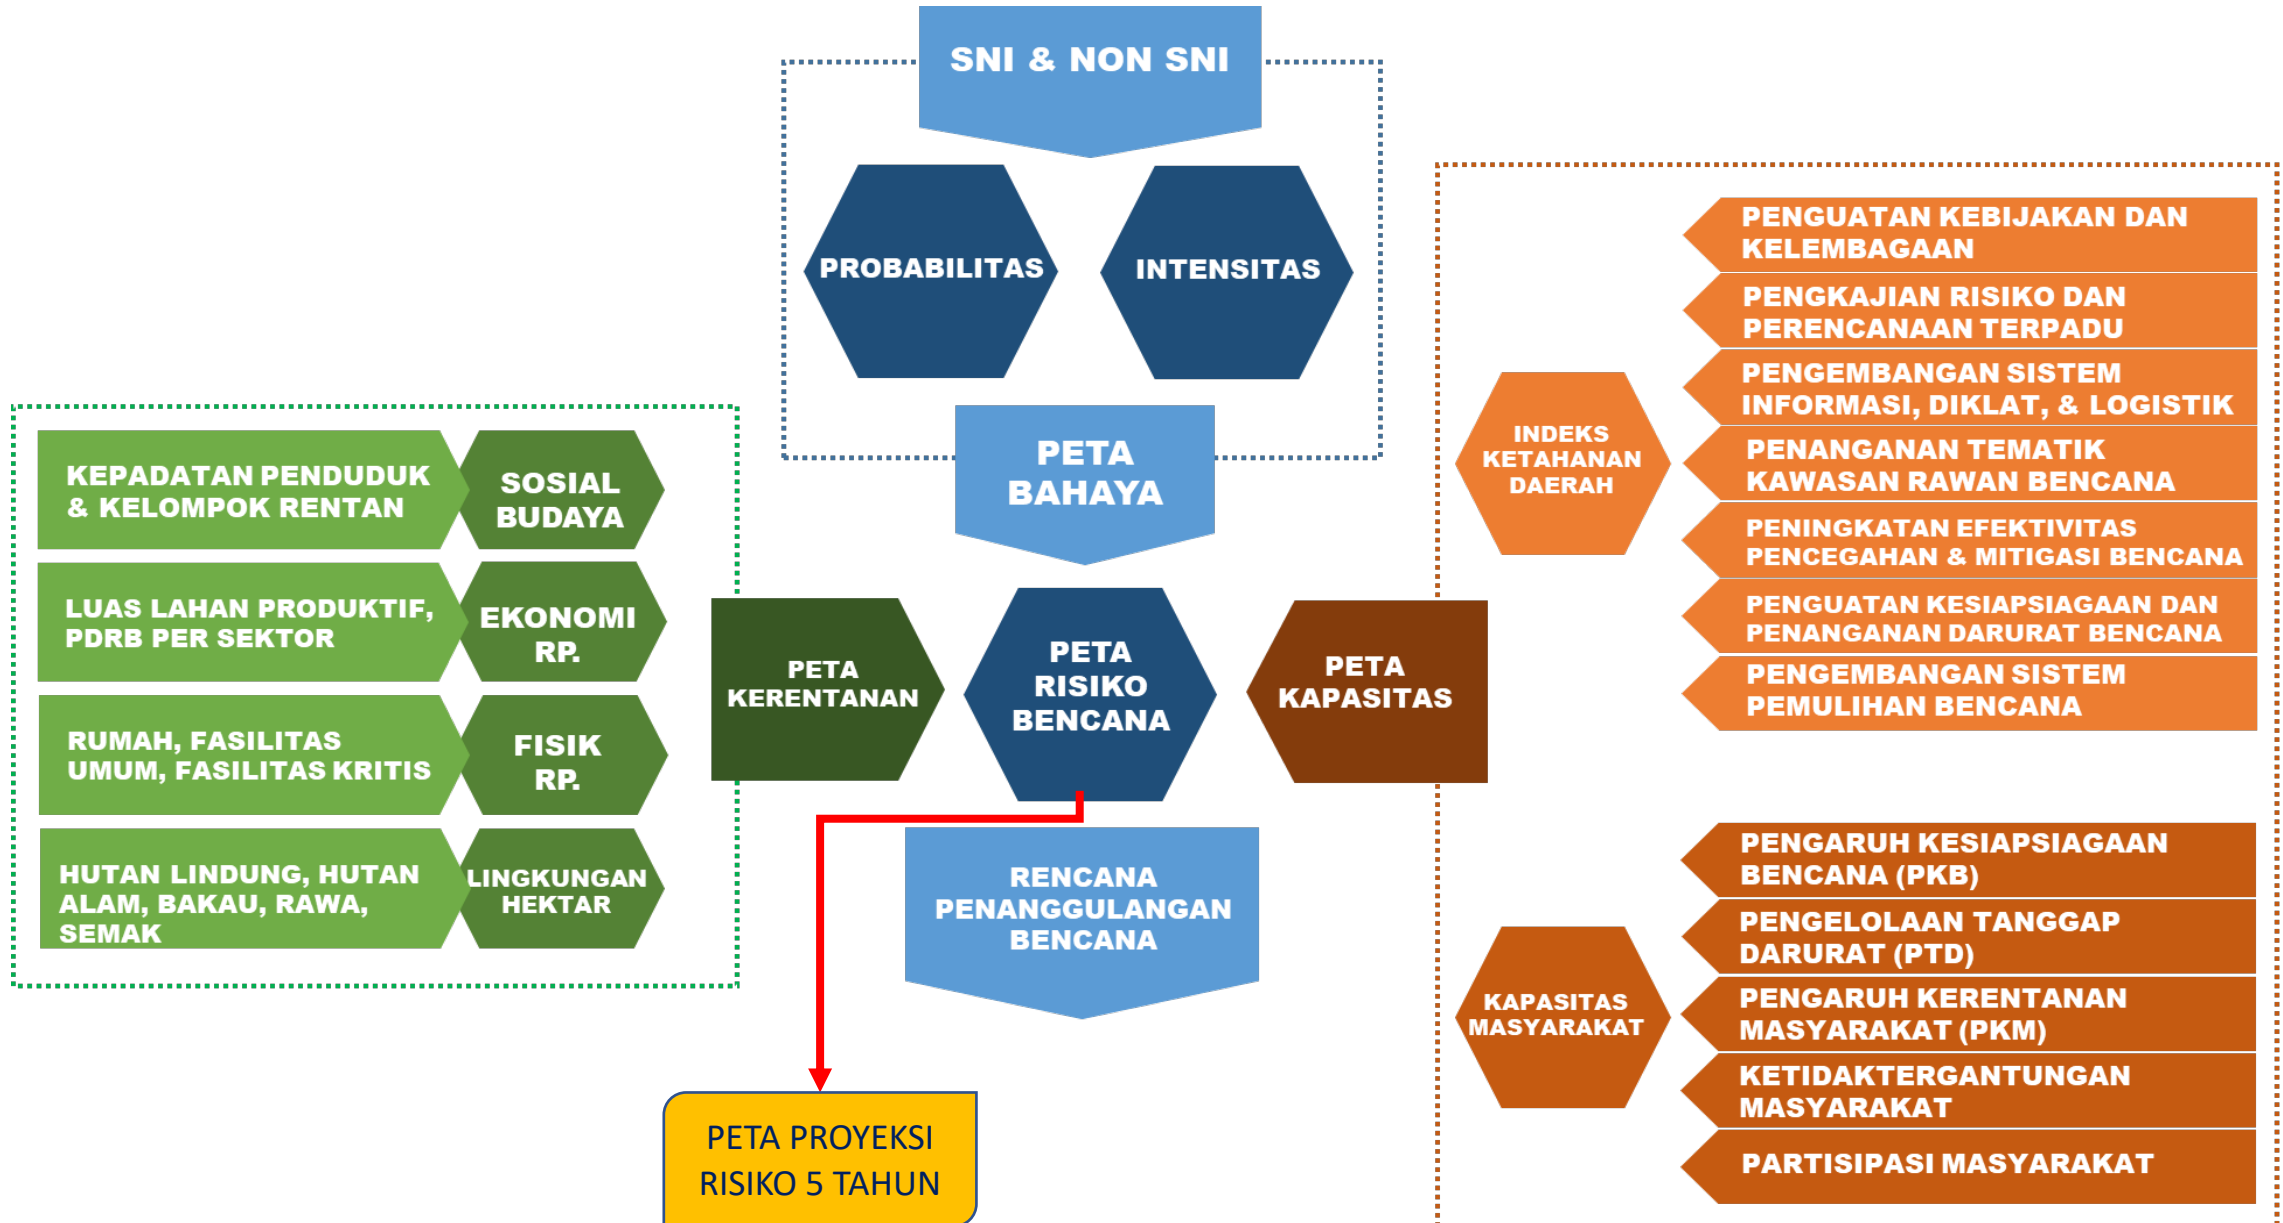 SNI & NON SNI
PROBABILITAS
INTENSITAS
PETA
BAHAYA
KEPADATAN PENDUDUK
& KELOMPOK RENTAN
SOSIAL
BUDAYA
LUAS LAHAN PRODUKTIF,
PDRB PER SEKTOR
EKONOMI
RP.
RUMAH, FASILITAS
UMUM, FASILITAS KRITIS
FISIK
RP.
HUTAN LINDUNG, HUTAN
ALAM, BAKAU, RAWA,
SEMAK
LINGKUNGAN
HEKTAR
PETA
KERENTANAN
PETA
RISIKO
BENCANA
PETA
KAPASITAS
RENCANA
PENANGGULANGAN
BENCANA
PETA PROYEKSI
RISIKO 5 TAHUN
INDEKS
KETAHANAN
DAERAH
PENGUATAN KEBIJAKAN DAN
KELEMBAGAAN
PENGKAJIAN RISIKO DAN
PERENCANAAN TERPADU
PENGEMBANGAN SISTEM
INFORMASI, DIKLAT, & LOGISTIK
PENANGANAN TEMATIK
KAWASAN RAWAN BENCANA
PENINGKATAN EFEKTIVITAS
PENCEGAHAN & MITIGASI BENCANA
PENGUATAN KESIAPSIAGAAN DAN
PENANGANAN DARURAT BENCANA
PENGEMBANGAN SISTEM
PEMULIHAN BENCANA
KAPASITAS
MASYARAKAT
PENGARUH KESIAPSIAGAAN
BENCANA (PKB)
PENGELOLAAN TANGGAP
DARURAT (PTD)
PENGARUH KERENTANAN
MASYARAKAT (PKM)
KETIDAKTERGANTUNGAN
MASYARAKAT
PARTISIPASI MASYARAKAT